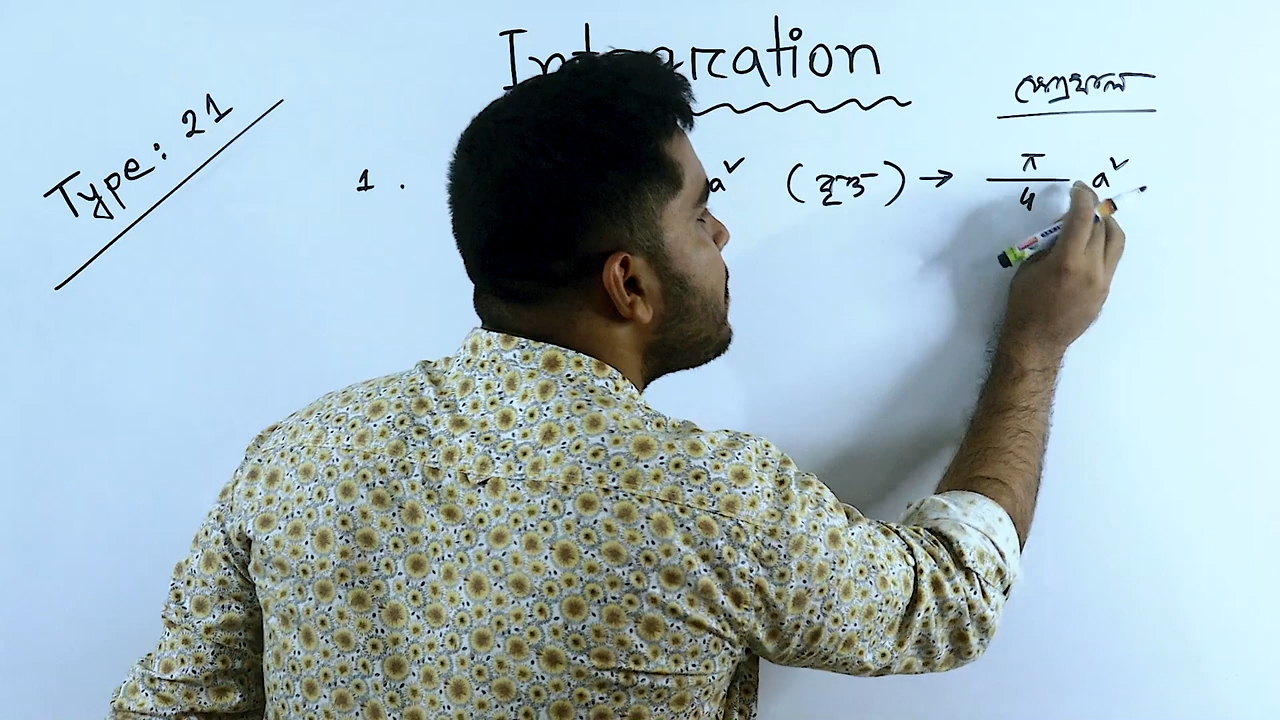 Integration
ক্ষেত্রফল
Type: 21
1. a² (বৃত্ত) → π/4 a²